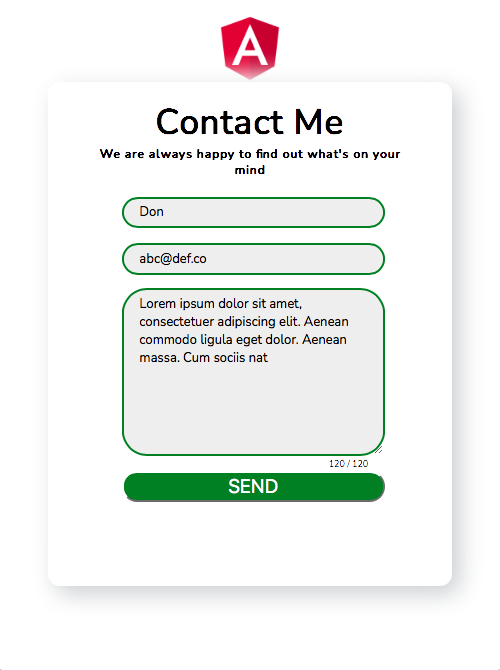 A
Contact Me
We are always happy to find out what's on your
mind
Don
abc@def.co
Lorem ipsum dolor sit amet,
consectetuer adipiscing elit. Aenean
commodo ligula eget dolor. Aenean
massa. Cum sociis nat
120 / 120
SEND